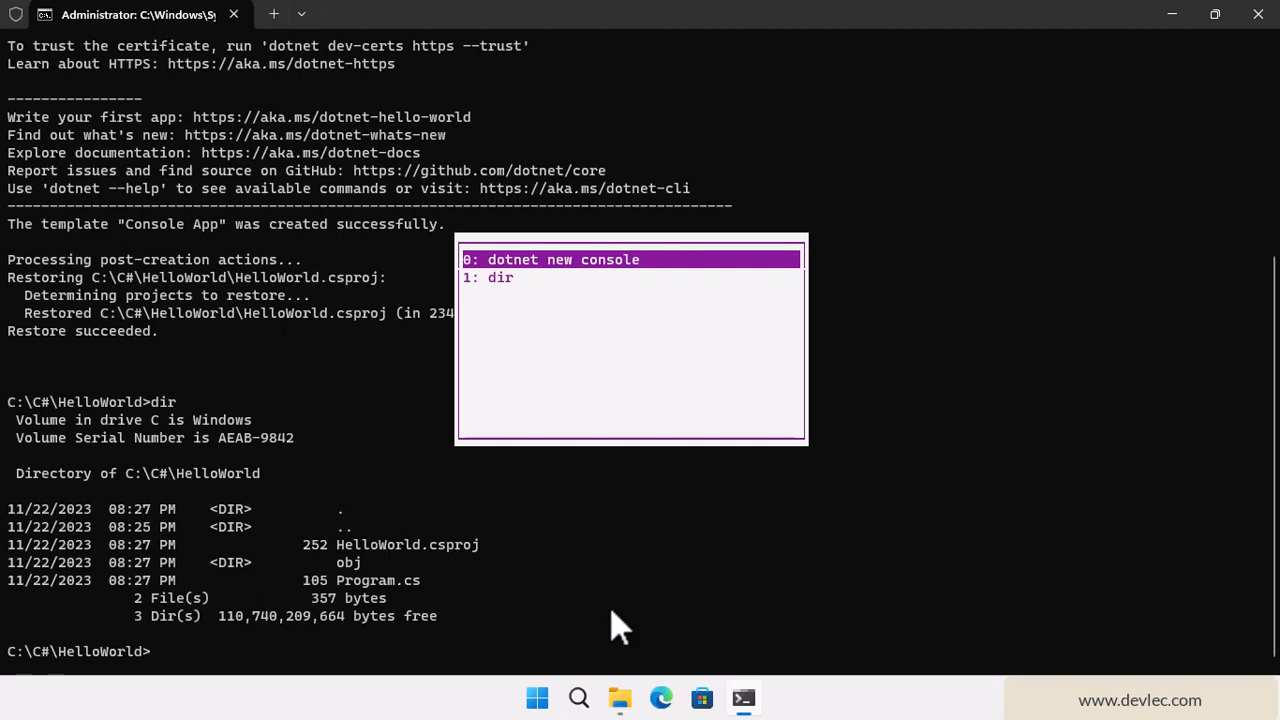 Administrator: C:\Windows\Sy
To trust the certificate, run 'dotnet dev-certs https --trust'
Learn about HTTPS: https://aka.ms/dotnet-https
----------------
Write your first app: https://aka.ms/dotnet-hello-world
Find out what's new: https://aka.ms/dotnet-whats-new
Explore documentation: https://aka.ms/dotnet-docs
Report issues and find source on GitHub: https://github.com/dotnet/core
Use 'dotnet --help' to see available commands or visit: https://aka.ms/dotnet-cli
--------------------------------------------------------------------------------------
The template "Console App" was created successfully.
Processing post-creation actions...
Restoring C:\C#\HelloWorld\HelloWorld.csproj:
Determining projects to restore...
Restored C:\C#\HelloWorld\HelloWorld.csproj (in 234
Restore succeeded.
0: dotnet new console
1: dir
C:\C#\HelloWorld>dir
Volume in drive C is Windows
Volume Serial Number is AEAB-9842
Directory of C:\C#\HelloWorld
11/22/2023  08:27 PM    <DIR>          .
11/22/2023  08:25 PM    <DIR>          ..
11/22/2023  08:27 PM               252 HelloWorld.csproj
11/22/2023  08:27 PM    <DIR>          obj
11/22/2023  08:27 PM               105 Program.cs
2 File(s)            357 bytes
3 Dir(s)  110,740,209,664 bytes free
C:\C#\HelloWorld>
www.devlec.com